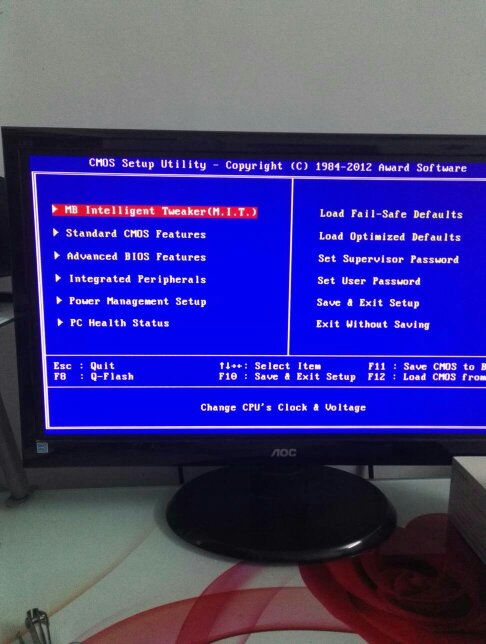 CMOS Setup Utility - Copyright (C) 1984-2012 Award Software
MB Intelligent Tweaker(M.I.T.)
Standard CMOS Features
Advanced BIOS Features
Integrated Peripherals
Power Management Setup
PC Health Status
Load Fail-Safe Defaults
Load Optimized Defaults
Set Supervisor Password
Set User Password
Save & Exit Setup
Exit Without Saving
Esc : Quit
↑↓→←: Select Item
F11 : Save CMOS to B
F8 : Q-Flash
F10 : Save & Exit Setup
F12 : Load CMOS from
Change CPU's Clock & Voltage
AOC